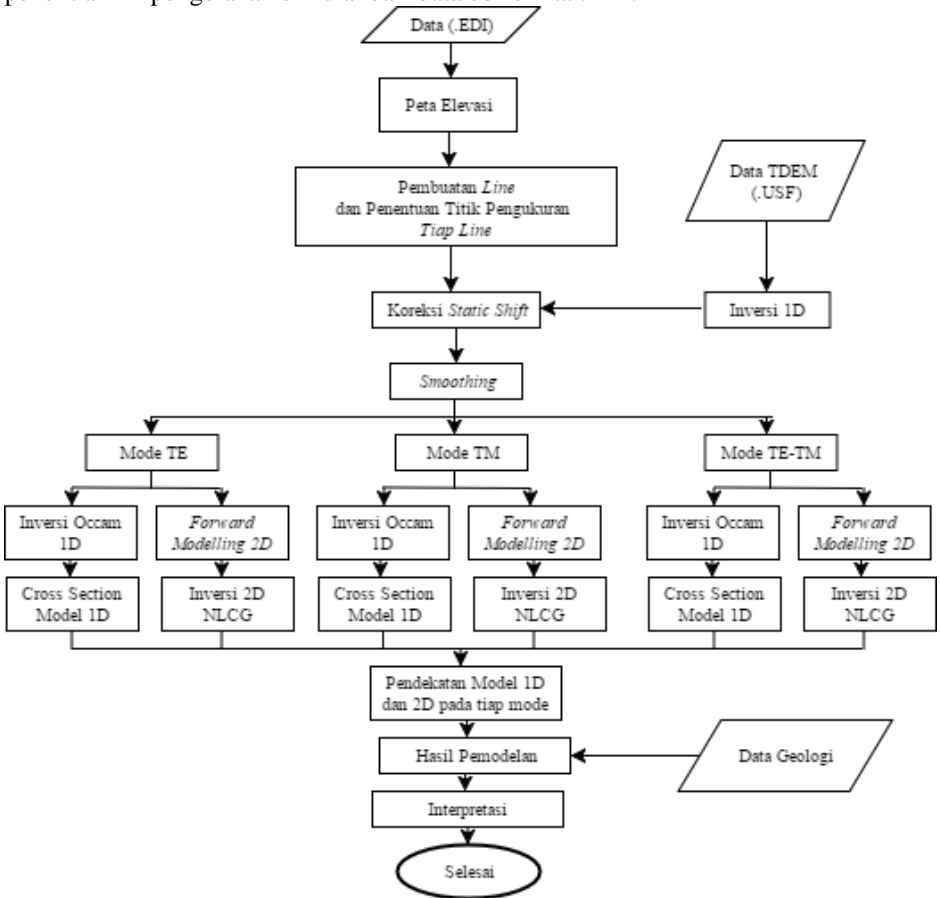 Data (.EDI)
Peta Elevasi
Pembuatan Line
dan Penentuan Titik Pengukuran
Tiap Line
Data TDEM
(.USF)
Koreksi Static Shift
Inversi 1D
Smoothing
Mode TE
Mode TM
Mode TE-TM
Inversi Occam
1D
Forward
Modelling 2D
Inversi Occam
1D
Forward
Modelling 2D
Inversi Occam
1D
Forward
Modelling 2D
Cross Section
Model 1D
Inversi 2D
NLCG
Cross Section
Model 1D
Inversi 2D
NLCG
Cross Section
Model 1D
Inversi 2D
NLCG
Pendekatan Model 1D
dan 2D pada tiap mode
Hasil Pemodelan
Data Geologi
Interpretasi
Selesai